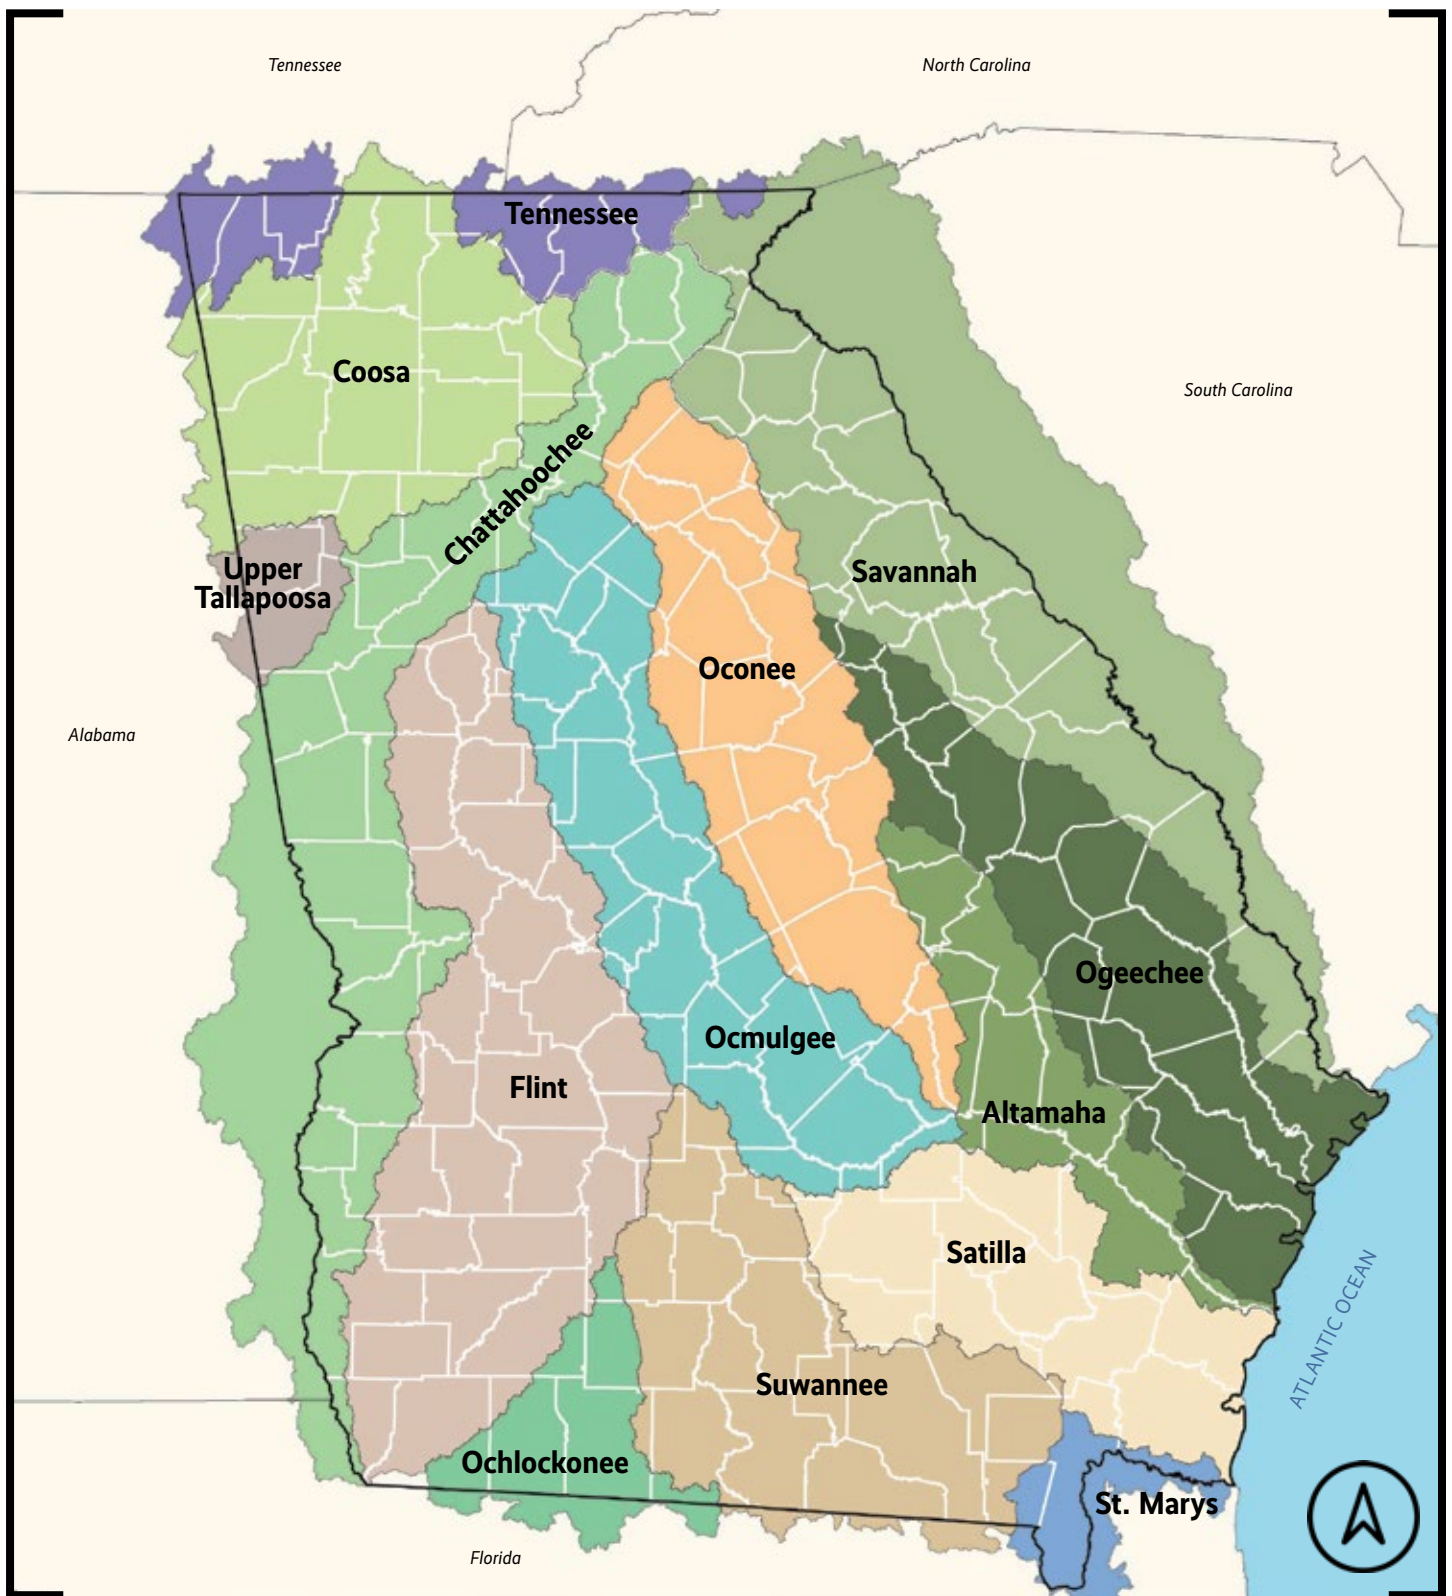 Tennessee
North Carolina
Tennessee
Coosa
South Carolina
Chattahoochee
Upper
Tallapoosa
Savannah
Oconee
Alabama
Ogeechee
Ocmulgee
Flint
Altamaha
Satilla
ATLANTIC OCEAN
Suwannee
Ochlockonee
St. Marys
Florida